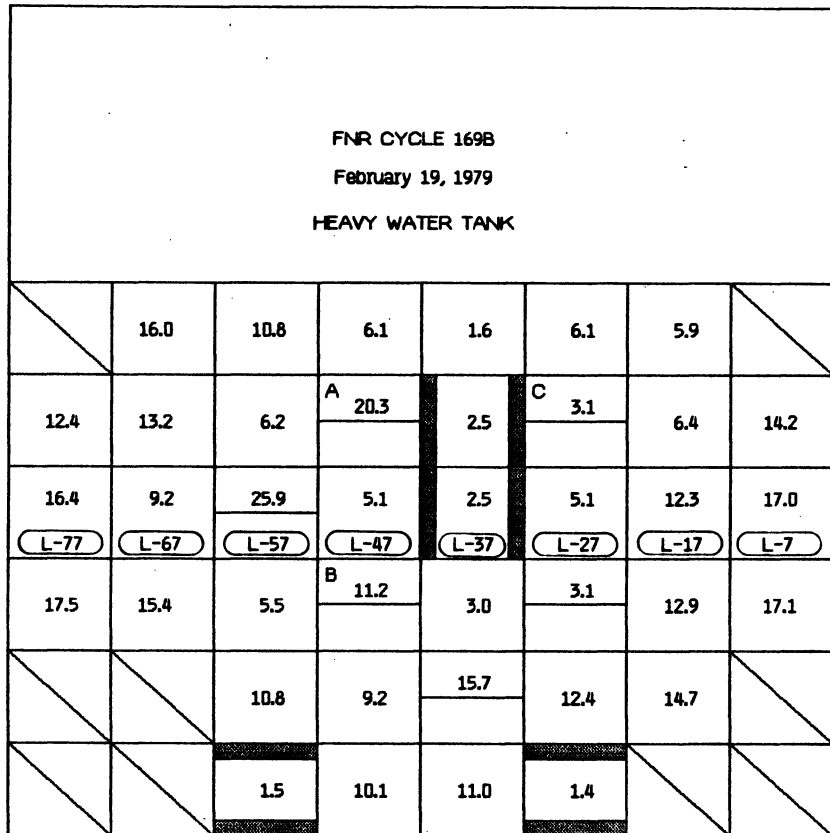 FNR CYCLE 169B
February 19, 1979
HEAVY WATER TANK
16.0 10.8 6.1 1.6 6.1 5.9
12.4 13.2 6.2 A 20.3 2.5 C 3.1 6.4 14.2
16.4 9.2 25.9 5.1 2.5 5.1 12.3 17.0
L-77 L-67 L-57 L-47 L-37 L-27 L-17 L-7
17.5 15.4 5.5 B 11.2 3.0 3.1 12.9 17.1
10.8 9.2 15.7 12.4 14.7
1.5 10.1 11.0 1.4